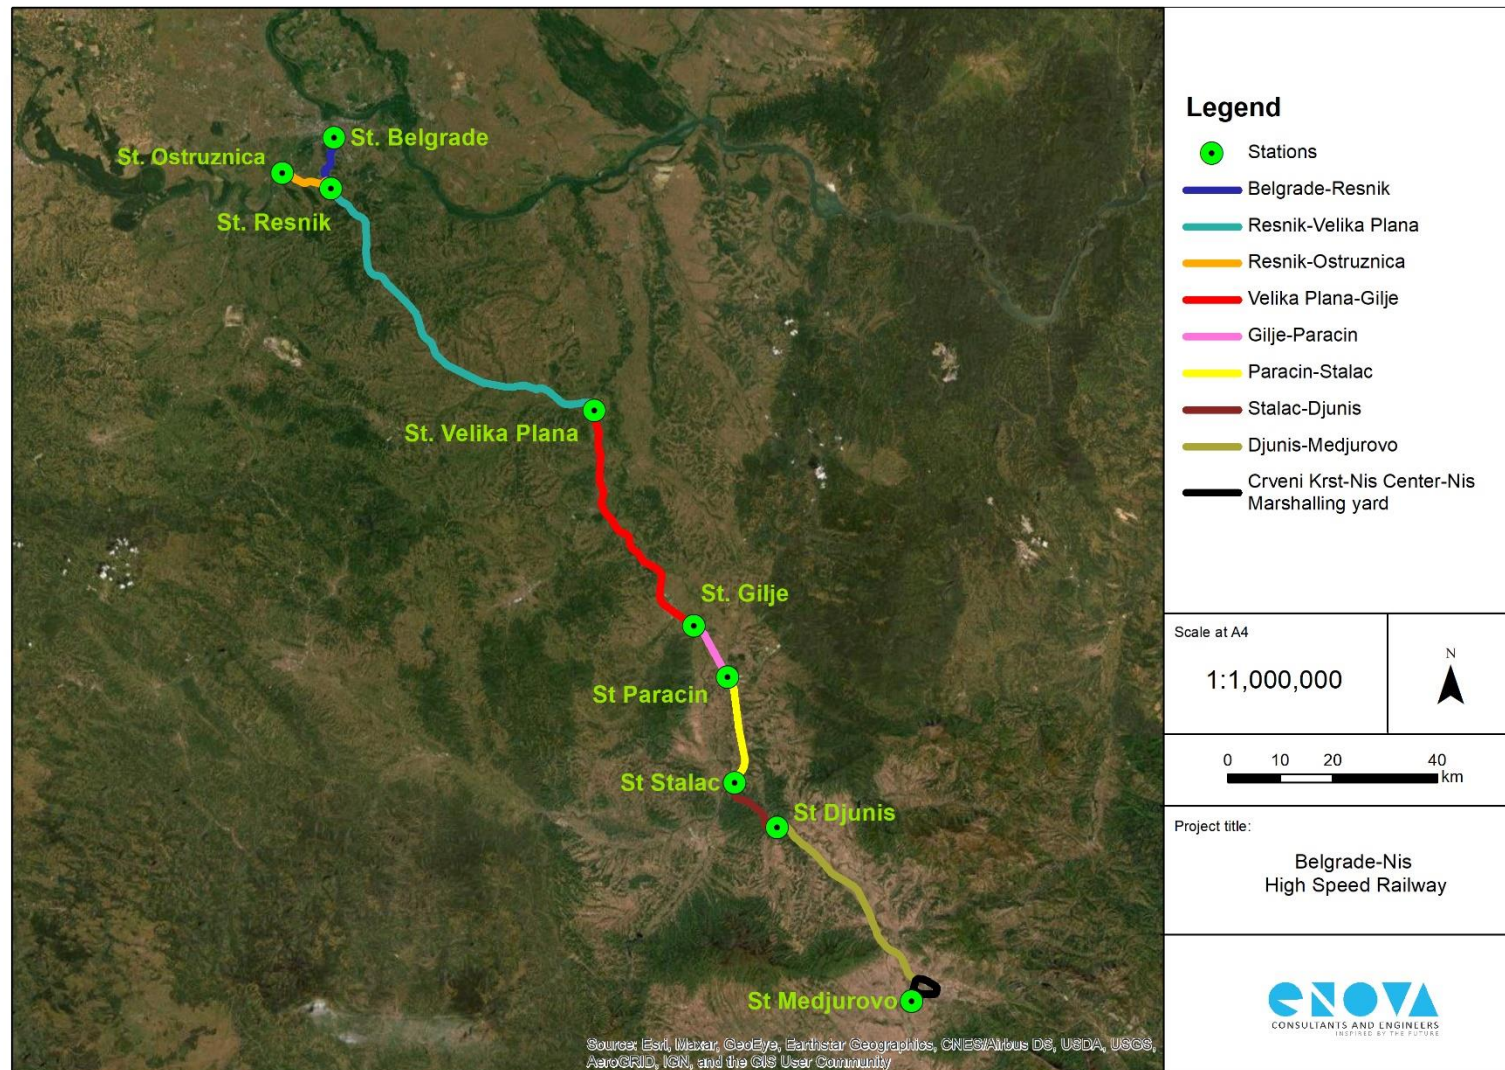 St. Belgrade
St. Ostruznica
St. Resnik
St. Velika Plana
St. Gilje
St Paracin
St Stalac
St Djunis
St Medjurovo
Source: Esri, Maxar, GeoEye, Earthstar Geographics, CNES/Airbus DS, USDA, USGS,
AeroGRID, IGN, and the GIS User Community
Legend
Stations
Belgrade-Resnik
Resnik-Velika Plana
Resnik-Ostruznica
Velika Plana-Gilje
Gilje-Paracin
Paracin-Stalac
Stalac-Djunis
Djunis-Medjurovo
Crveni Krst-Nis Center-Nis
Marshalling yard
Scale at A4
1:1,000,000
N
0 10 20 40
km
Project title:
Belgrade-Nis
High Speed Railway
eNOVA
CONSULTANTS AND ENGINEERS
INSPIRED BY THE FUTURE